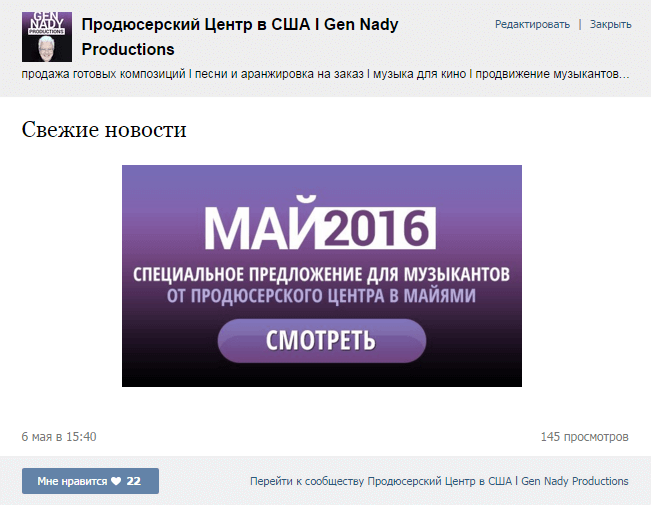 GEN
NADY
PRODUCTIONS
Продюсерский Центр в США l Gen Nady
Productions
Редактировать | Закрыть
продажа готовых композиций l песни и аранжировка на заказ l музыка для кино l продвижение музыкантов...
Свежие новости
МАЙ 2016
СПЕЦИАЛЬНОЕ ПРЕДЛОЖЕНИЕ ДЛЯ МУЗЫКАНТОВ
ОТ ПРОДЮСЕРСКОГО ЦЕНТРА В МАЙЯМИ
СМОТРЕТЬ
6 мая в 15:40
145 просмотров
Мне нравится 22
Перейти к сообществу Продюсерский Центр в США l Gen Nady Productions